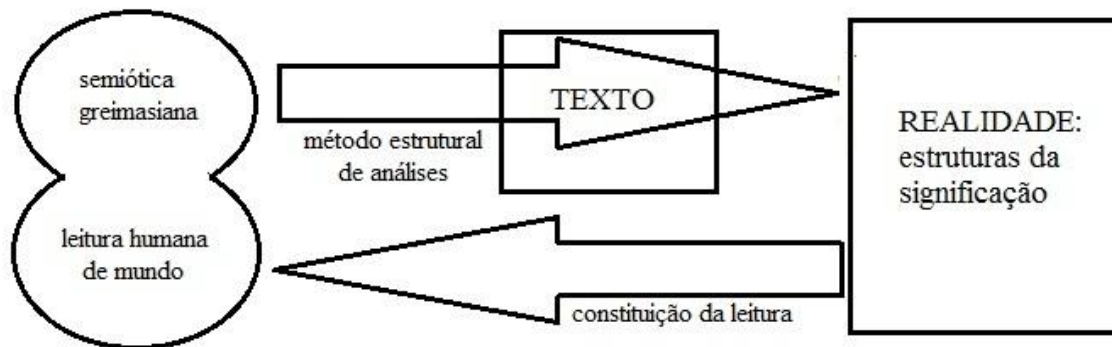 semiótica
greimasiana
método estrutural
de análises
TEXTO
REALIDADE:
estruturas da
significação
leitura humana
de mundo
constituição da leitura